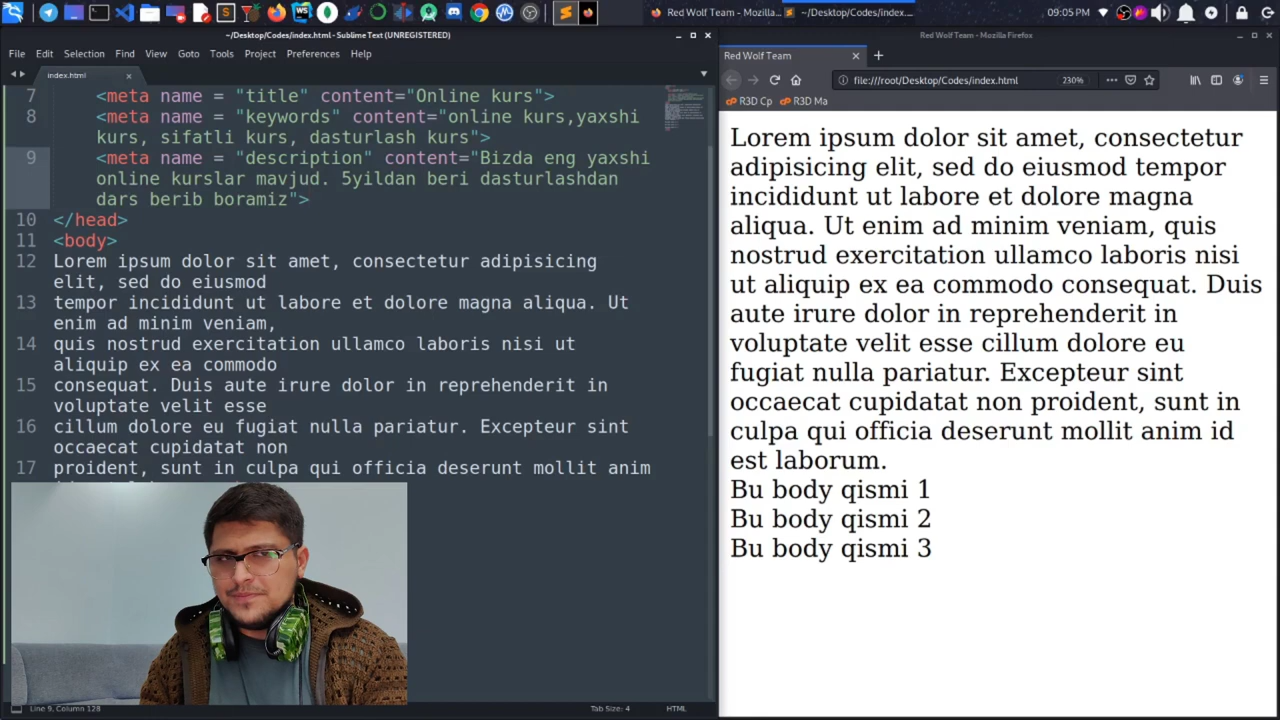 09:05 PM
Red Wolf Team - Mozilla...
~/Desktop/Codes/index....
~/Desktop/Codes/index.html - Sublime Text (UNREGISTERED)
File Edit Selection Find View Goto Tools Project Preferences Help
index.html
7 <meta name = "title" content="Online kurs">
8 <meta name = "keywords" content="online kurs,yaxshi
kurs, sifatli kurs, dasturlash kurs">
9 <meta name = "description" content="Bizda eng yaxshi
online kurslar mavjud. 5yildan beri dasturlashdan
dars berib boramiz">
10 </head>
11 <body>
12 Lorem ipsum dolor sit amet, consectetur adipisicing
elit, sed do eiusmod
13 tempor incididunt ut labore et dolore magna aliqua. Ut
enim ad minim veniam,
14 quis nostrud exercitation ullamco laboris nisi ut
aliquip ex ea commodo
15 consequat. Duis aute irure dolor in reprehenderit in
voluptate velit esse
16 cillum dolore eu fugiat nulla pariatur. Excepteur sint
occaecat cupidatat non
17 proident, sunt in culpa qui officia deserunt mollit anim
Line 9, Column 128
Tab Size: 4
HTML
Red Wolf Team - Mozilla Firefox
Red Wolf Team
file:///root/Desktop/Codes/index.html
230%
R3D Cp R3D Ma
Lorem ipsum dolor sit amet, consectetur
adipisicing elit, sed do eiusmod tempor
incididunt ut labore et dolore magna
aliqua. Ut enim ad minim veniam, quis
nostrud exercitation ullamco laboris nisi
ut aliquip ex ea commodo consequat. Duis
aute irure dolor in reprehenderit in
voluptate velit esse cillum dolore eu
fugiat nulla pariatur. Excepteur sint
occaecat cupidatat non proident, sunt in
culpa qui officia deserunt mollit anim id
est laborum.
Bu body qismi 1
Bu body qismi 2
Bu body qismi 3